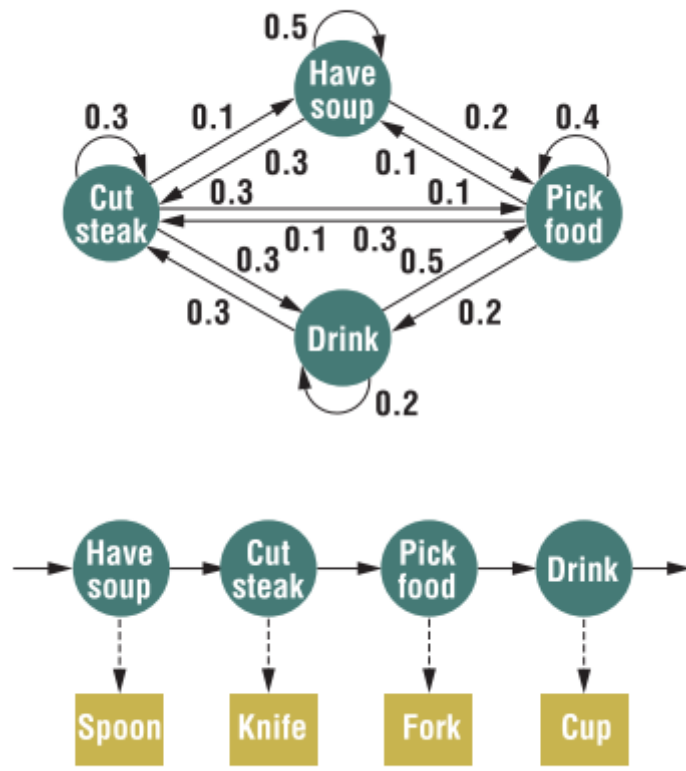 0.5
Have
soup
0.3
0.1
0.2
0.4
0.3
0.1
Cut
steak
0.3
0.1
Pick
food
0.1
0.3
0.3
0.5
0.3
0.2
Drink
0.2
Have
soup
Cut
steak
Pick
food
Drink
Spoon
Knife
Fork
Cup